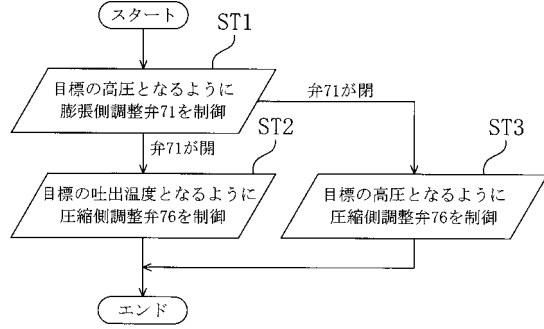 スタート
ST1
目標の高圧となるように
膨張側調整弁71を制御
弁71が閉
弁71が開
ST2
ST3
目標の吐出温度となるように
圧縮側調整弁76を制御
目標の高圧となるように
圧縮側調整弁76を制御
エンド